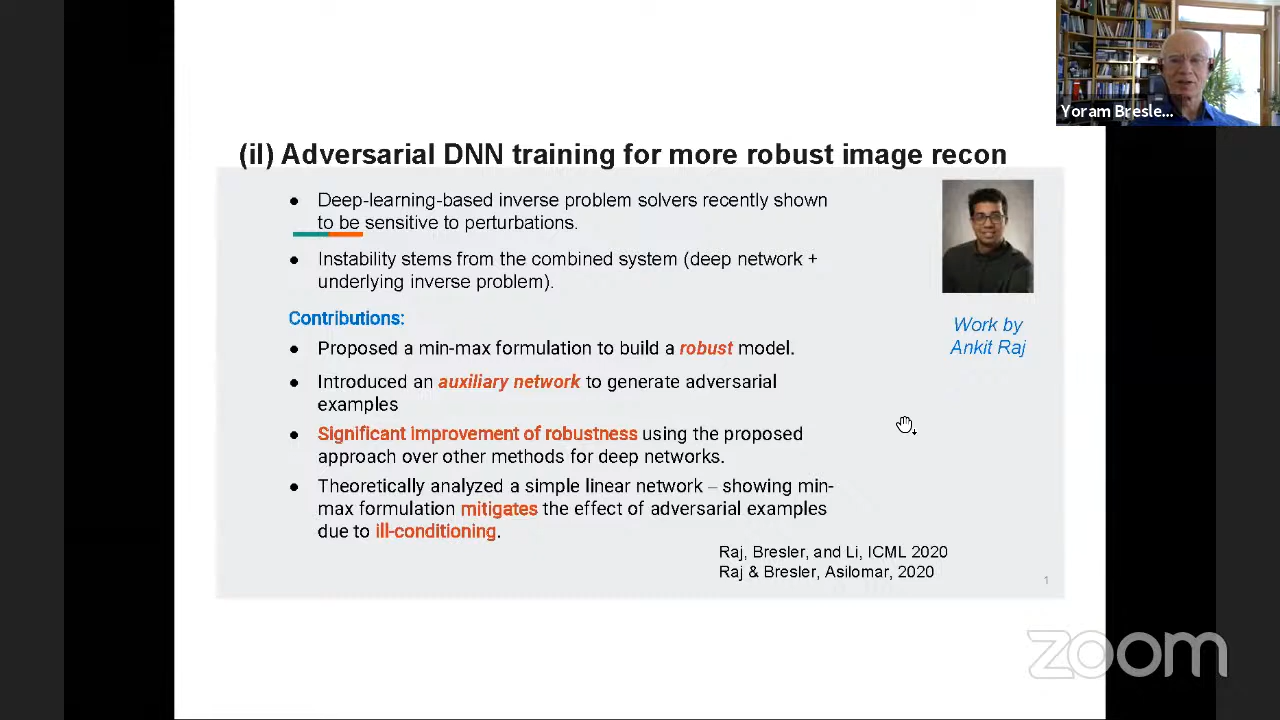 Yoram Bresle...
(iI) Adversarial DNN training for more robust image recon
● Deep-learning-based inverse problem solvers recently shown
to be sensitive to perturbations.
● Instability stems from the combined system (deep network +
underlying inverse problem).
Contributions:
● Proposed a min-max formulation to build a robust model.
● Introduced an auxiliary network to generate adversarial
examples
● Significant improvement of robustness using the proposed
approach over other methods for deep networks.
● Theoretically analyzed a simple linear network – showing min-
max formulation mitigates the effect of adversarial examples
due to ill-conditioning.
Work by
Ankit Raj
Raj, Bresler, and Li, ICML 2020
Raj & Bresler, Asilomar, 2020
1
zoom